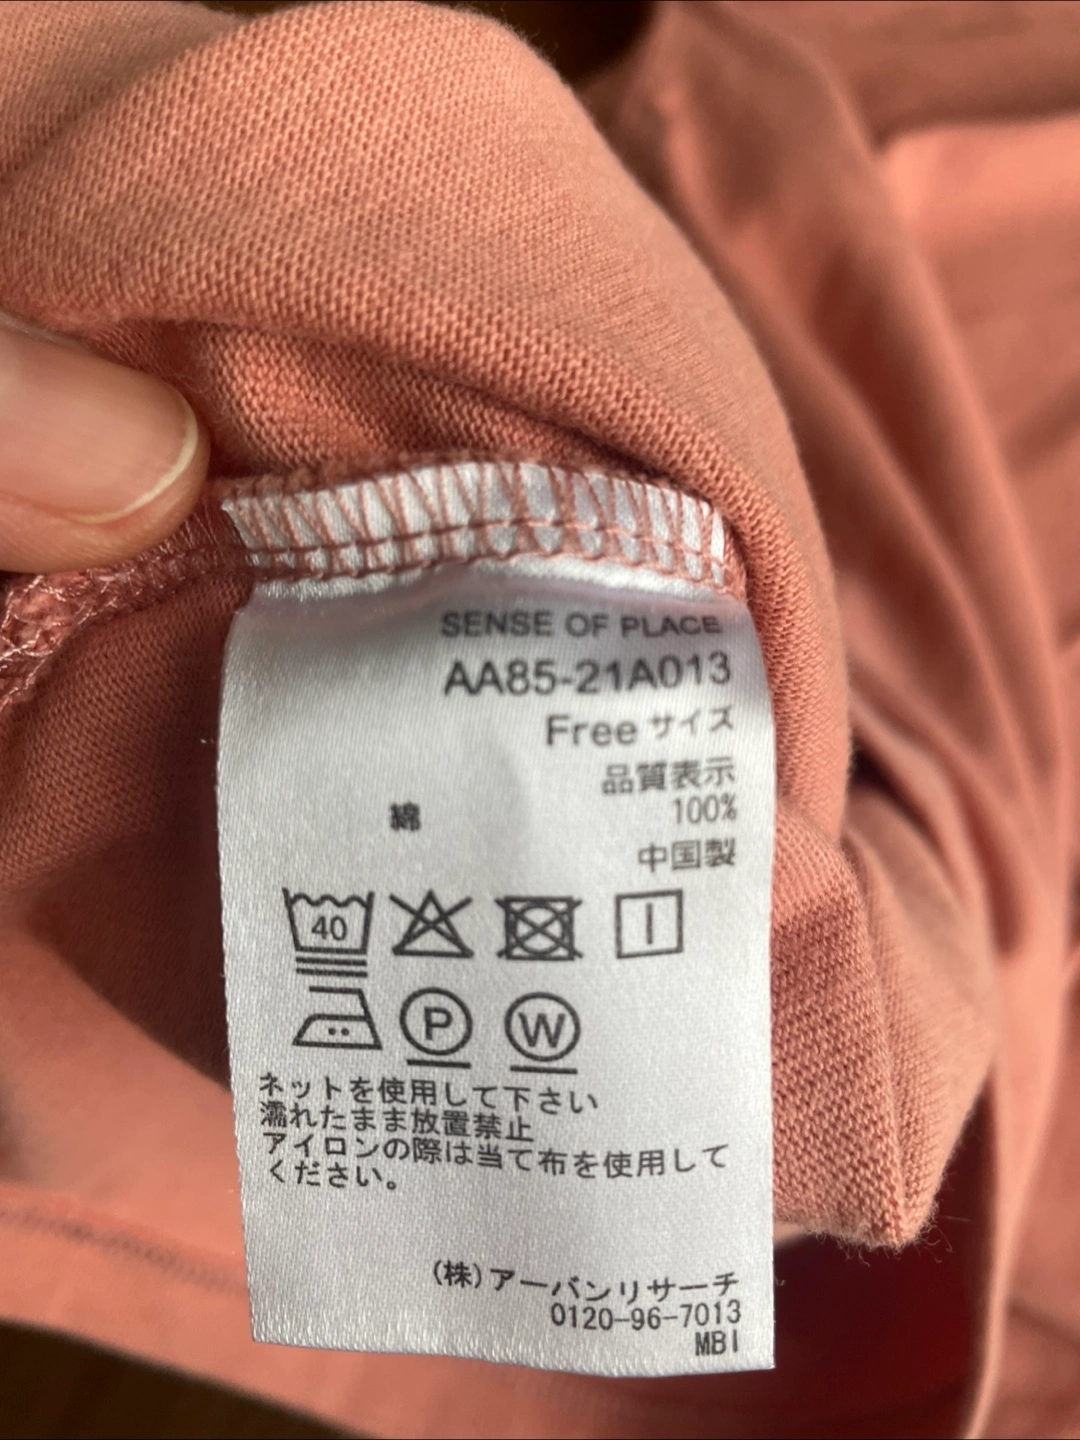 SENSE OF PLACE
AA85-21A013
Free サイズ
品質表示
綿 100%
中国製
40
P W
ネットを使用して下さい
濡れたまま放置禁止
アイロンの際は当て布を使用して
ください。
(株)アーバンリサーチ
0120-96-7013
MBI